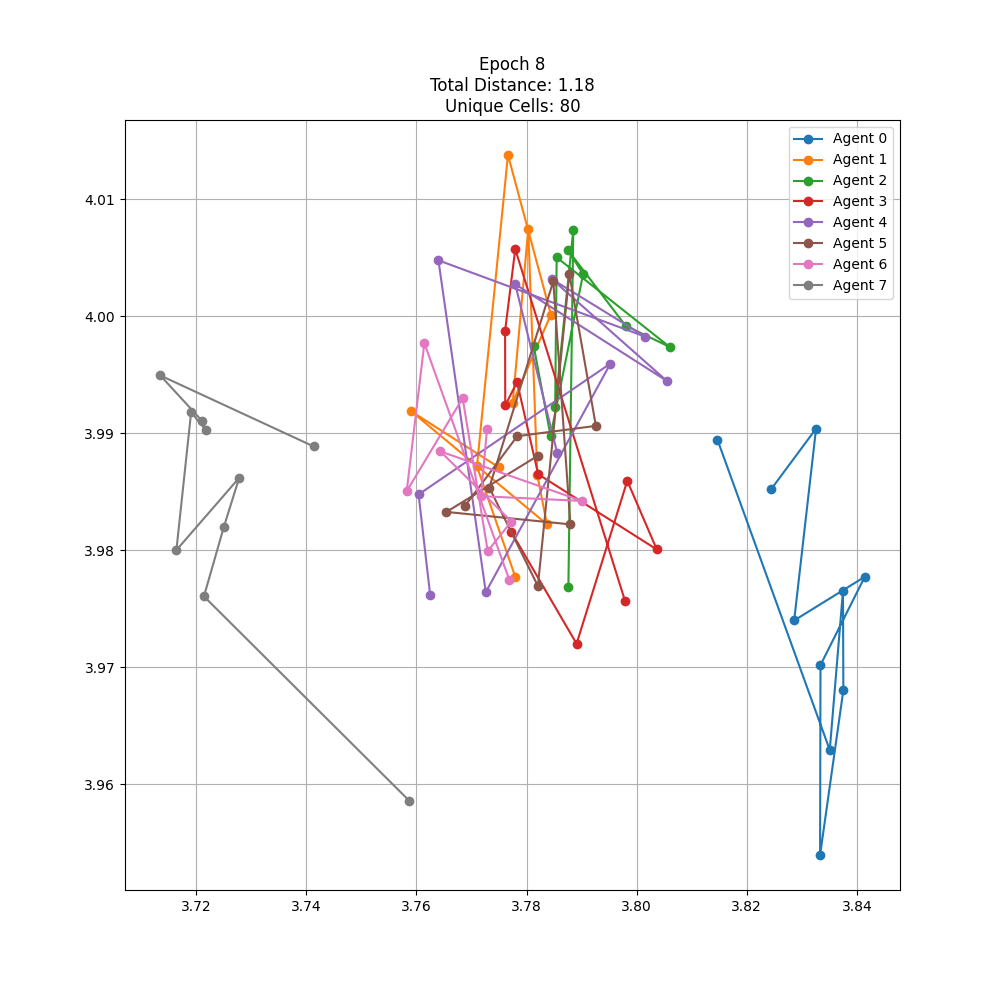 Epoch 8
Total Distance: 1.18
Unique Cells: 80
Agent 0
Agent 1
Agent 2
Agent 3
Agent 4
Agent 5
Agent 6
Agent 7
4.01
4.00
3.99
3.98
3.97
3.96
3.72 3.74 3.76 3.78 3.80 3.82 3.84